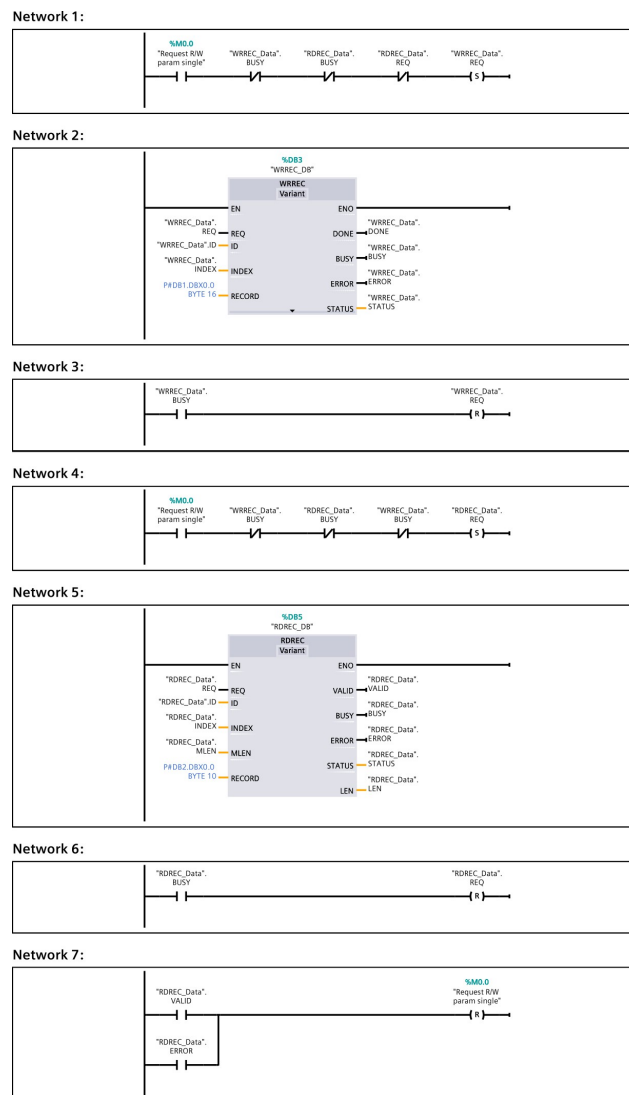 Network 1:
%M0.0
"Request R/W "WRREC_Data". "RDREC_Data". "RDREC_Data". "WRREC_Data".
param single" BUSY BUSY REQ REQ
S
Network 2:
%DB3
"WRREC_DB"
WRREC
Variant
EN ENO
"WRREC_Data". "WRREC_Data".
REQ REQ DONE DONE
"WRREC_Data".ID ID "WRREC_Data".
BUSY BUSY
"WRREC_Data". "WRREC_Data".
INDEX INDEX ERROR ERROR
P#DB1.DBX0.0 "WRREC_Data".
BYTE 16 RECORD STATUS STATUS
Network 3:
"WRREC_Data". "WRREC_Data".
BUSY REQ
R
Network 4:
%M0.0
"Request R/W "WRREC_Data". "RDREC_Data". "WRREC_Data". "RDREC_Data".
param single" BUSY BUSY BUSY REQ
S
Network 5:
%DB5
"RDREC_DB"
RDREC
Variant
EN ENO
"RDREC_Data". "RDREC_Data".
REQ REQ VALID VALID
"RDREC_Data".ID ID "RDREC_Data".
BUSY BUSY
"RDREC_Data". "RDREC_Data".
INDEX INDEX ERROR ERROR
"RDREC_Data". "RDREC_Data".
MLEN MLEN STATUS STATUS
P#DB2.DBX0.0 "RDREC_Data".
BYTE 10 RECORD LEN LEN
Network 6:
"RDREC_Data". "RDREC_Data".
BUSY REQ
R
Network 7:
%M0.0
"RDREC_Data". "Request R/W
VALID param single"
R
"RDREC_Data".
ERROR